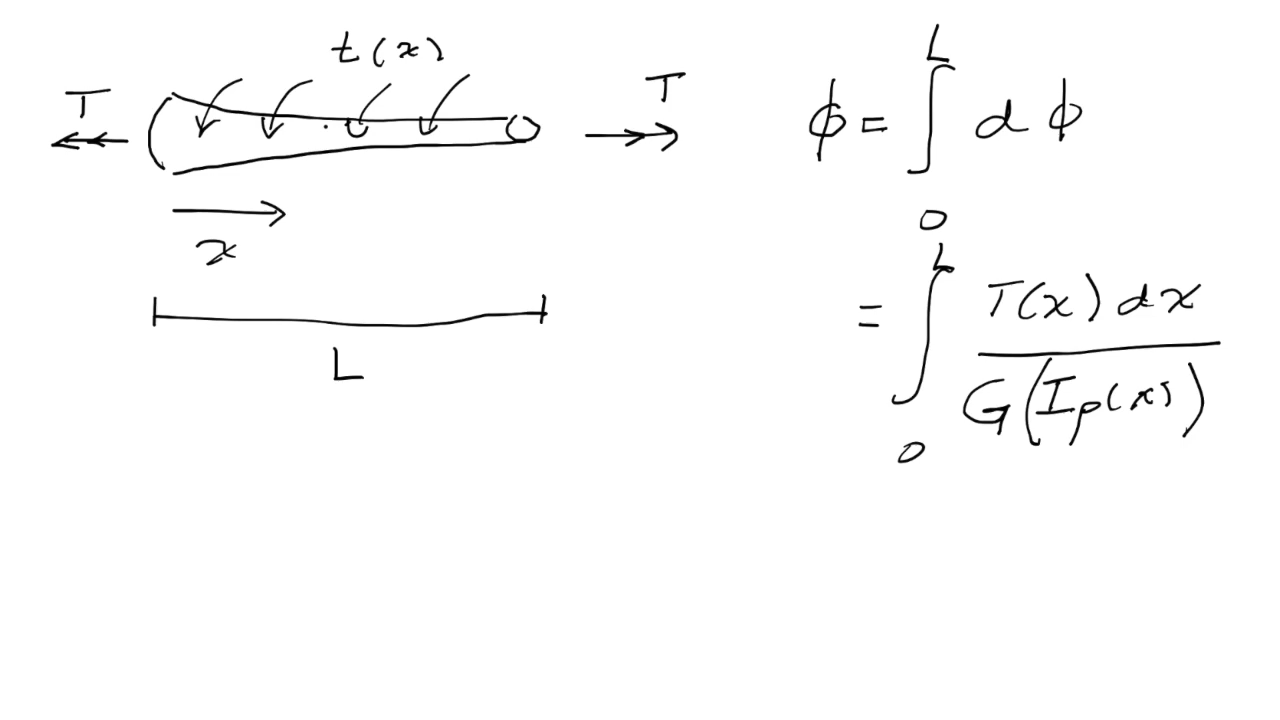 t(x)
T
T
x
L
ϕ = ∫₀ᴸ dϕ
= ∫₀ᴸ T(x)dx / G(Iₚ(x))